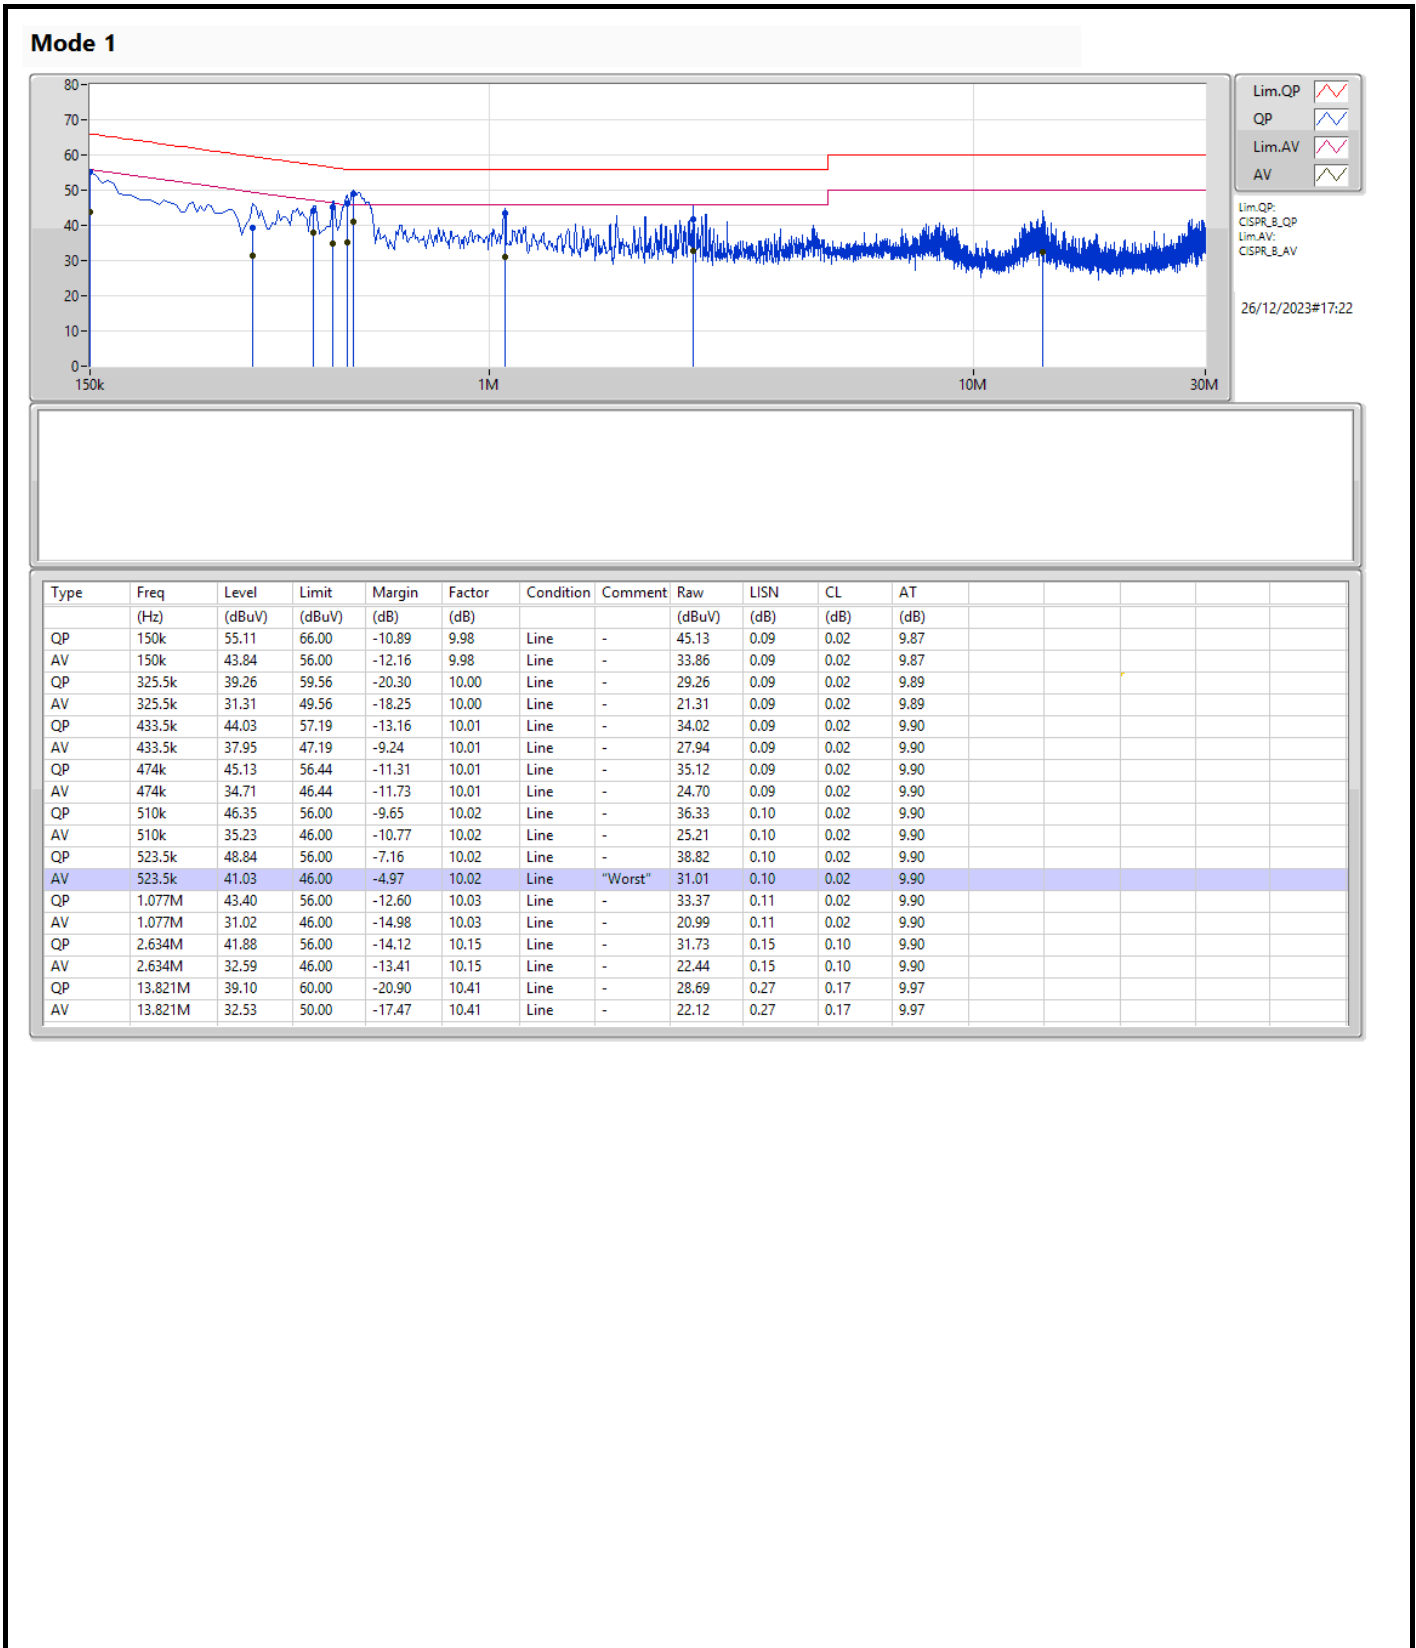 Mode 1
80
70
60
50
40
30
20
10
0
150k 1M 10M 30M
Lim.QP
QP
Lim.AV
AV
Lim.QP:
CISPR_B_QP
Lim.AV:
CISPR_B_AV
26/12/2023#17:22
Type Freq Level Limit Margin Factor Condition Comment Raw LISN CL AT
(Hz) (dBuV) (dBuV) (dB) (dB) (dBuV) (dB) (dB) (dB)
QP 150k 55.11 66.00 -10.89 9.98 Line - 45.13 0.09 0.02 9.87
AV 150k 43.84 56.00 -12.16 9.98 Line - 33.86 0.09 0.02 9.87
QP 325.5k 39.26 59.56 -20.30 10.00 Line - 29.26 0.09 0.02 9.89
AV 325.5k 31.31 49.56 -18.25 10.00 Line - 21.31 0.09 0.02 9.89
QP 433.5k 44.03 57.19 -13.16 10.01 Line - 34.02 0.09 0.02 9.90
AV 433.5k 37.95 47.19 -9.24 10.01 Line - 27.94 0.09 0.02 9.90
QP 474k 45.13 56.44 -11.31 10.01 Line - 35.12 0.09 0.02 9.90
AV 474k 34.71 46.44 -11.73 10.01 Line - 24.70 0.09 0.02 9.90
QP 510k 46.35 56.00 -9.65 10.02 Line - 36.33 0.10 0.02 9.90
AV 510k 35.23 46.00 -10.77 10.02 Line - 25.21 0.10 0.02 9.90
QP 523.5k 48.84 56.00 -7.16 10.02 Line - 38.82 0.10 0.02 9.90
AV 523.5k 41.03 46.00 -4.97 10.02 Line "Worst" 31.01 0.10 0.02 9.90
QP 1.077M 43.40 56.00 -12.60 10.03 Line - 33.37 0.11 0.02 9.90
AV 1.077M 31.02 46.00 -14.98 10.03 Line - 20.99 0.11 0.02 9.90
QP 2.634M 41.88 56.00 -14.12 10.15 Line - 31.73 0.15 0.10 9.90
AV 2.634M 32.59 46.00 -13.41 10.15 Line - 22.44 0.15 0.10 9.90
QP 13.821M 39.10 60.00 -20.90 10.41 Line - 28.69 0.27 0.17 9.97
AV 13.821M 32.53 50.00 -17.47 10.41 Line - 22.12 0.27 0.17 9.97